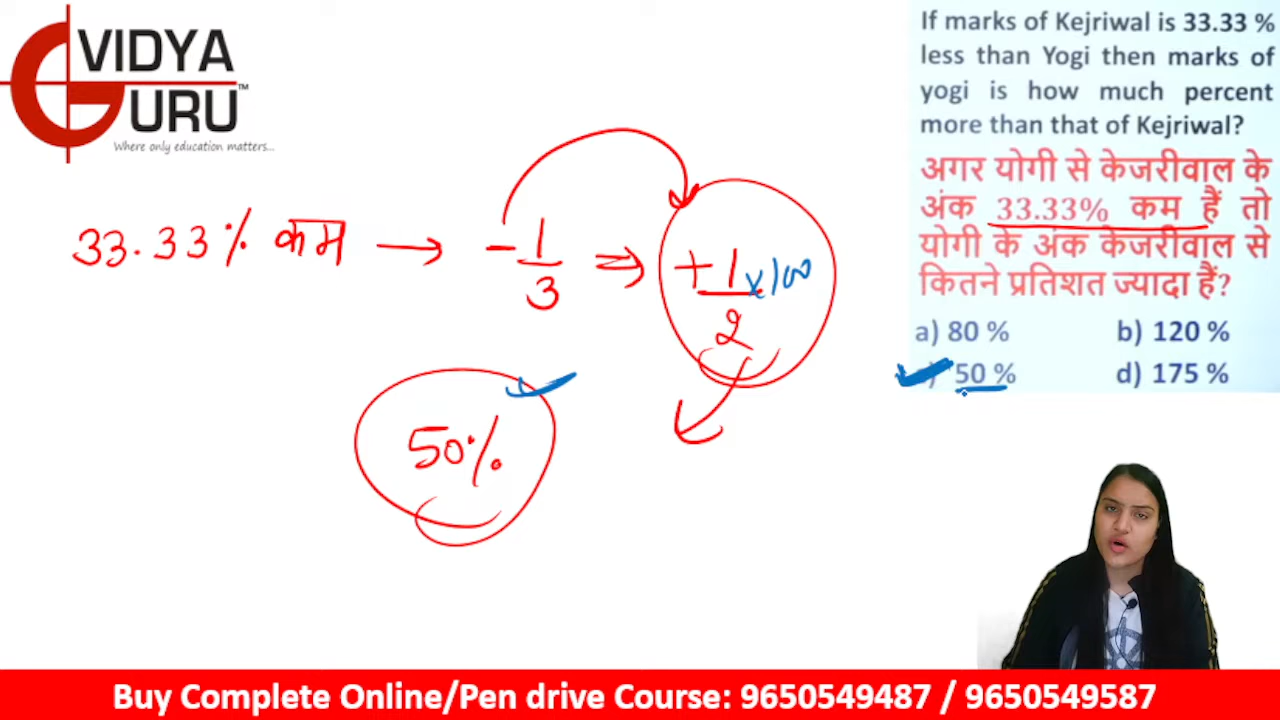 VIDYA
GURU™
Where only education matters...
If marks of Kejriwal is 33.33 %
less than Yogi then marks of
yogi is how much percent
more than that of Kejriwal?
अगर योगी से केजरीवाल के
अंक 33.33% कम हैं तो
योगी के अंक केजरीवाल से
कितने प्रतिशत ज्यादा हैं?
a) 80 %
b) 120 %
) 50 %
d) 175 %
33.33% कम → -1/3 ⇒ +1/2 ×100
50%
Buy Complete Online/Pen drive Course: 9650549487 / 9650549587